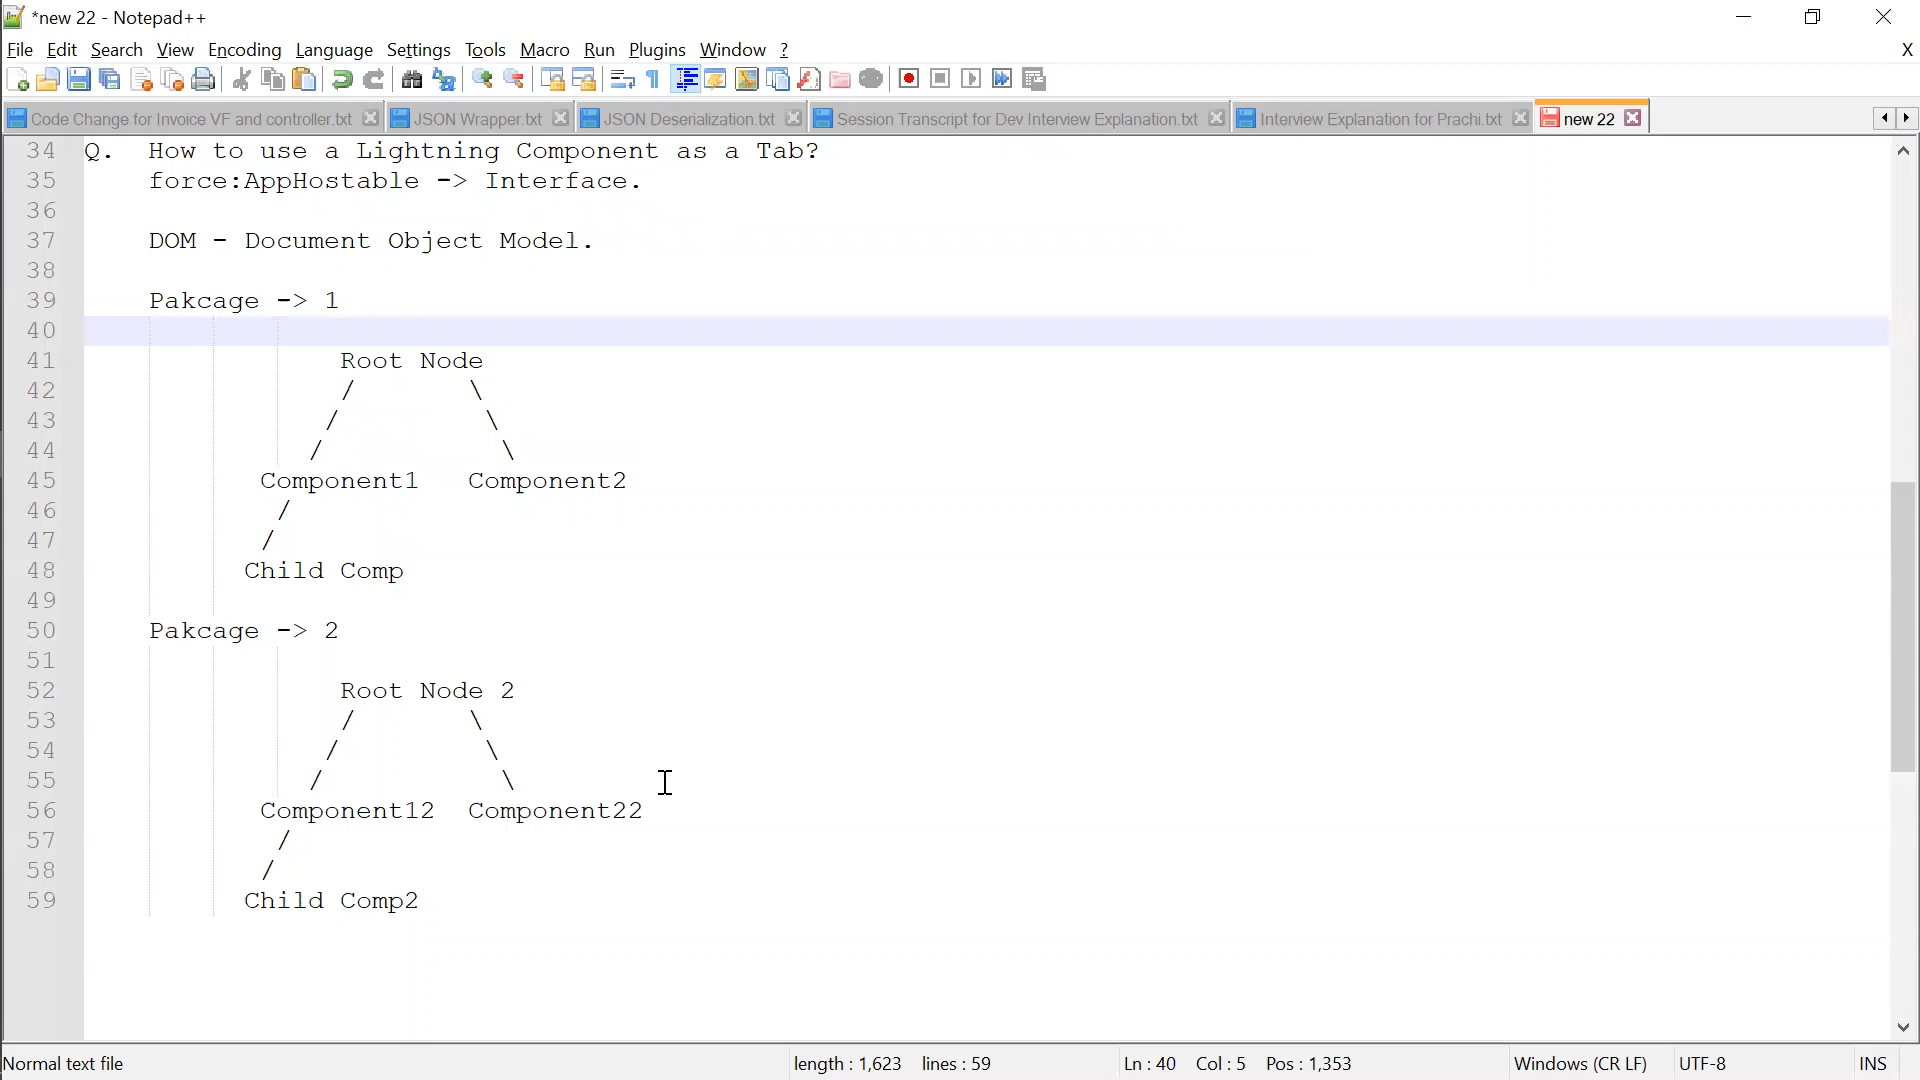 *new 22 - Notepad++
File Edit Search View Encoding Language Settings Tools Macro Run Plugins Window ? X
Code Change for Invoice VF and controller.txt JSON Wrapper.txt JSON Deserialization.txt Session Transcript for Dev Interview Explanation.txt Interview Explanation for Prachi.txt new 22
34 Q. How to use a Lightning Component as a Tab?
35 force:AppHostable -> Interface.
36
37 DOM - Document Object Model.
38
39 Pakcage -> 1
40
41 Root Node
42 / \
43 / \
44 / \
45 Component1 Component2
46 /
47 /
48 Child Comp
49
50 Pakcage -> 2
51
52 Root Node 2
53 / \
54 / \
55 / \
56 Component12 Component22
57 /
58 /
59 Child Comp2
Normal text file length : 1,623 lines : 59 Ln : 40 Col : 5 Pos : 1,353 Windows (CR LF) UTF-8 INS